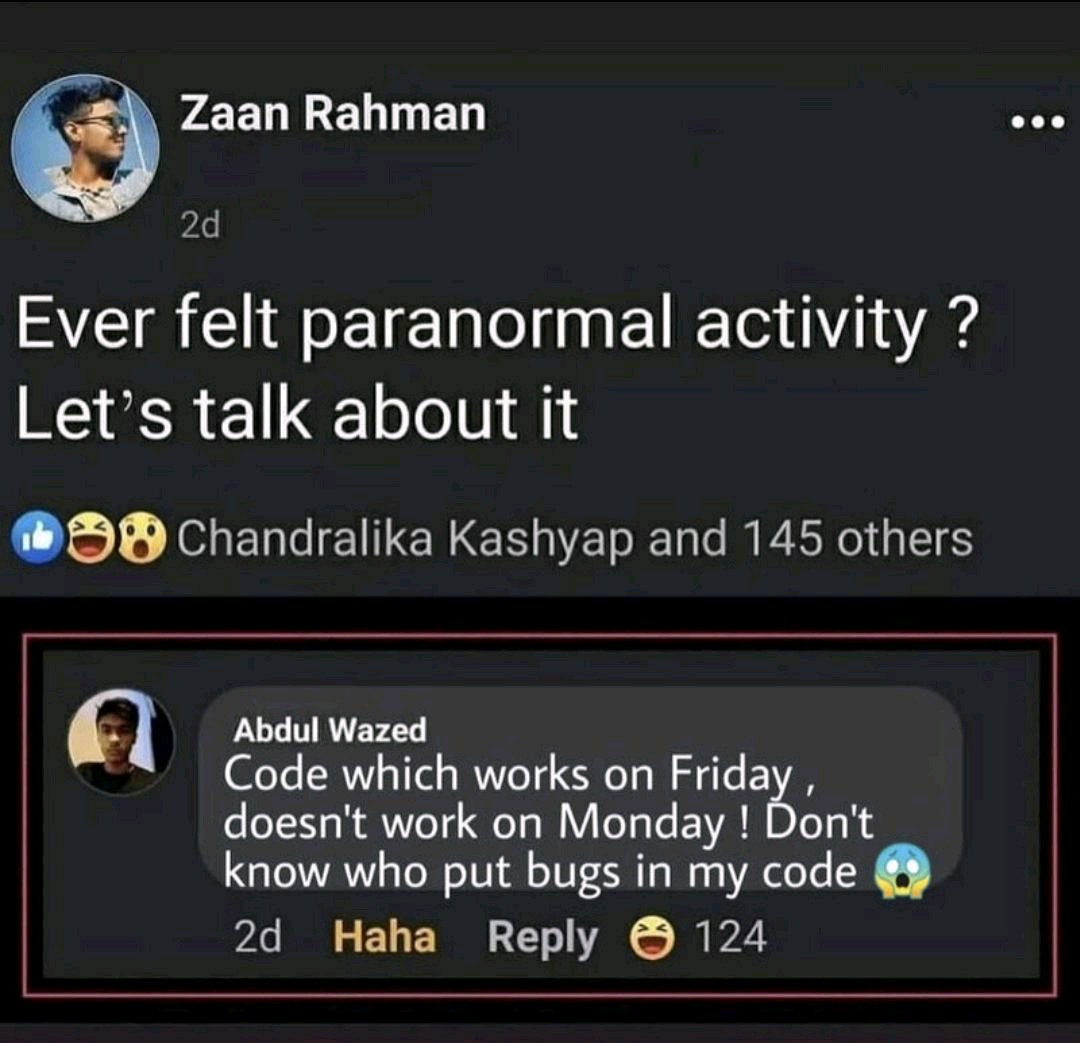 Zaan Rahman
2d
Ever felt paranormal activity ?
Let’s talk about it
Chandralika Kashyap and 145 others
Abdul Wazed
Code which works on Friday ,
doesn't work on Monday ! Don't
know who put bugs in my code 😱
2d Haha Reply 😆 124